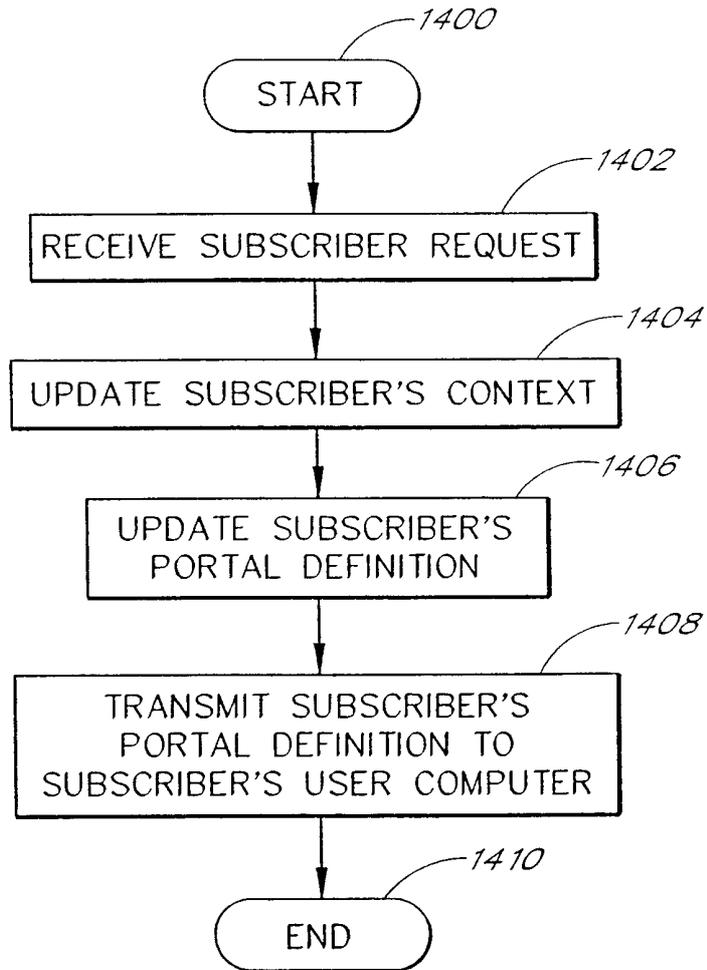 1400
START
1402
RECEIVE SUBSCRIBER REQUEST
1404
UPDATE SUBSCRIBER'S CONTEXT
1406
UPDATE SUBSCRIBER'S
PORTAL DEFINITION
1408
TRANSMIT SUBSCRIBER'S
PORTAL DEFINITION TO
SUBSCRIBER'S USER COMPUTER
1410
END